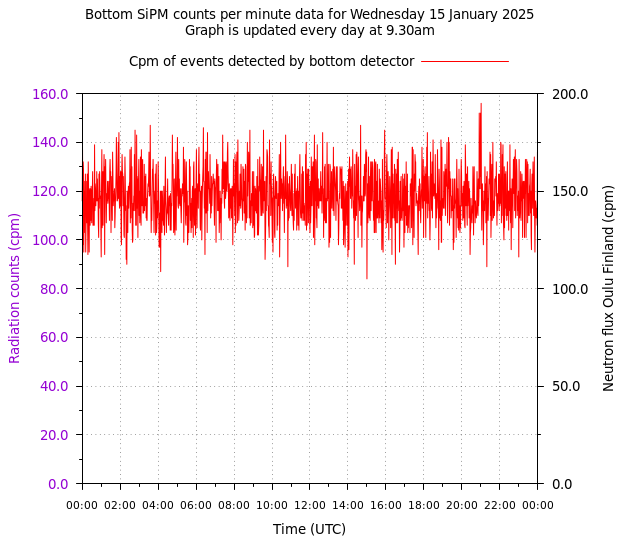 Bottom SiPM counts per minute data for Wednesday 15 January 2025
Graph is updated every day at 9.30am
Cpm of events detected by bottom detector
160.0
140.0
120.0
100.0
80.0
60.0
40.0
20.0
0.0
Radiation counts (cpm)
200.0
150.0
100.0
50.0
0.0
Neutron flux Oulu Finland (cpm)
00:00 02:00 04:00 06:00 08:00 10:00 12:00 14:00 16:00 18:00 20:00 22:00 00:00
Time (UTC)